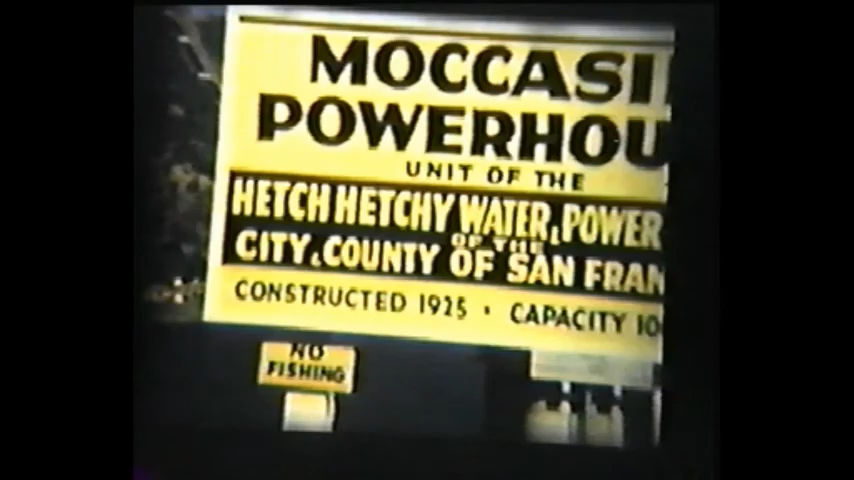 MOCCASI
POWERHOU
UNIT OF THE
HETCH HETCHY WATER & POWER
OF THE
CITY & COUNTY OF SAN FRAN
CONSTRUCTED 1925 · CAPACITY 10
NO
FISHING